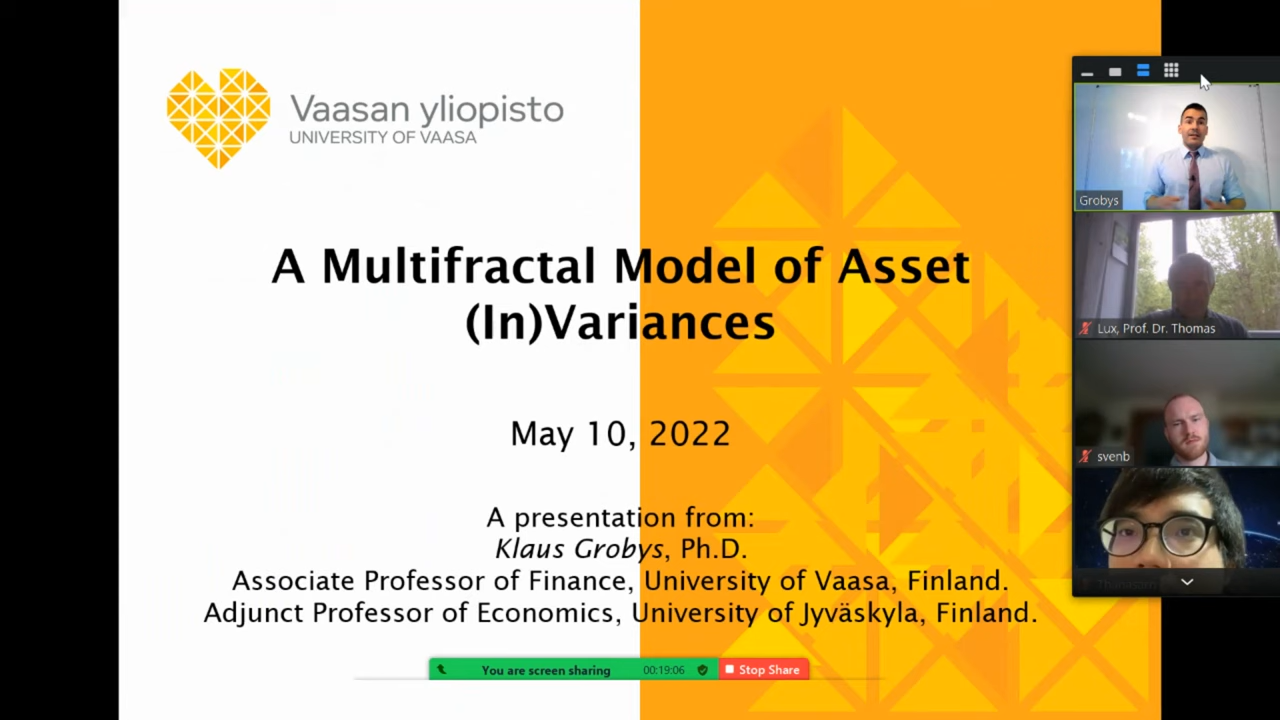 Vaasan yliopisto
UNIVERSITY OF VAASA
A Multifractal Model of Asset
(In)Variances
May 10, 2022
A presentation from:
Klaus Grobys, Ph.D.
Associate Professor of Finance, University of Vaasa, Finland.
Adjunct Professor of Economics, University of Jyväskyla, Finland.
You are screen sharing 00:19:06 Stop Share
Grobys
Lux, Prof. Dr. Thomas
svenb